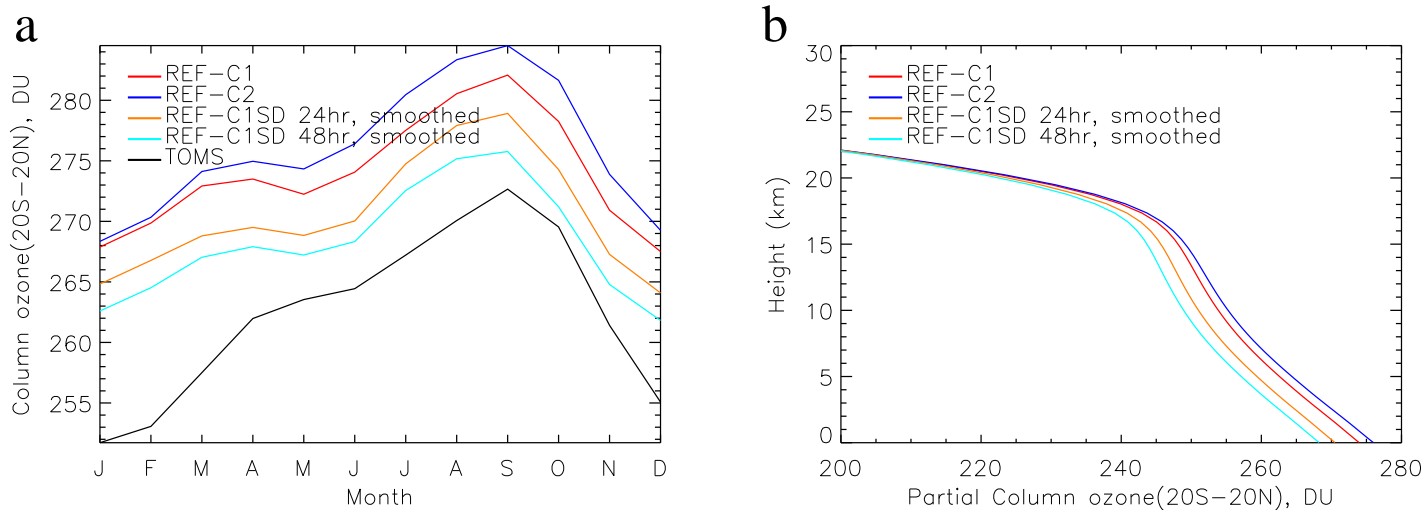 a
Column ozone(20S−20N), DU
280
275
270
265
260
255
REF−C1
REF−C2
REF−C1SD 24hr, smoothed
REF−C1SD 48hr, smoothed
TOMS
J F M A M J J A S O N D
Month
b
Height (km)
30
25
20
15
10
5
0
REF−C1
REF−C2
REF−C1SD 24hr, smoothed
REF−C1SD 48hr, smoothed
200 220 240 260 280
Partial Column ozone(20S−20N), DU